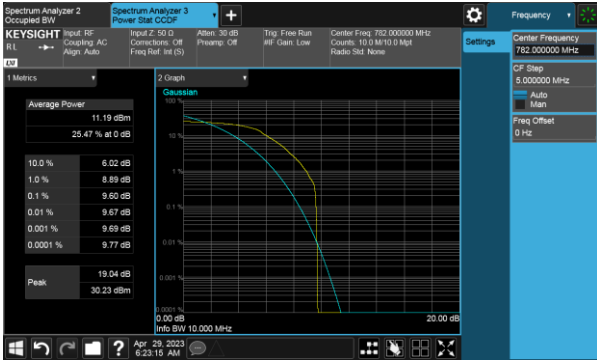 Spectrum Analyzer 2
Occupied BW
Spectrum Analyzer 3
Power Stat CCDF
Frequency
KEYSIGHT
RL
LW
Input: RF
Coupling: AC
Align: Auto
Input Z: 50 Ω
Corrections: Off
Freq Ref: Int (S)
Atten: 30 dB
Preamp: Off
Trig: Free Run
#IF Gain: Low
Center Freq: 782.000000 MHz
Counts: 10.0 M/10.0 Mpt
Radio Std: None
Settings
Center Frequency
782.000000 MHz
CF Step
5.000000 MHz
Auto
Man
Freq Offset
0 Hz
1 Metrics
Average Power
11.19 dBm
25.47 % at 0 dB
10.0 % 6.02 dB
1.0 % 8.89 dB
0.1 % 9.60 dB
0.01 % 9.67 dB
0.001 % 9.69 dB
0.0001 % 9.77 dB
Peak
19.04 dB
30.23 dBm
2 Graph
Gaussian
100 %
10 %
1 %
0.1 %
0.01 %
0.001 %
0.0001 %
0.00 dB 20.00 dB
Info BW 10.000 MHz
Apr 29, 2023
6:23:15 AM